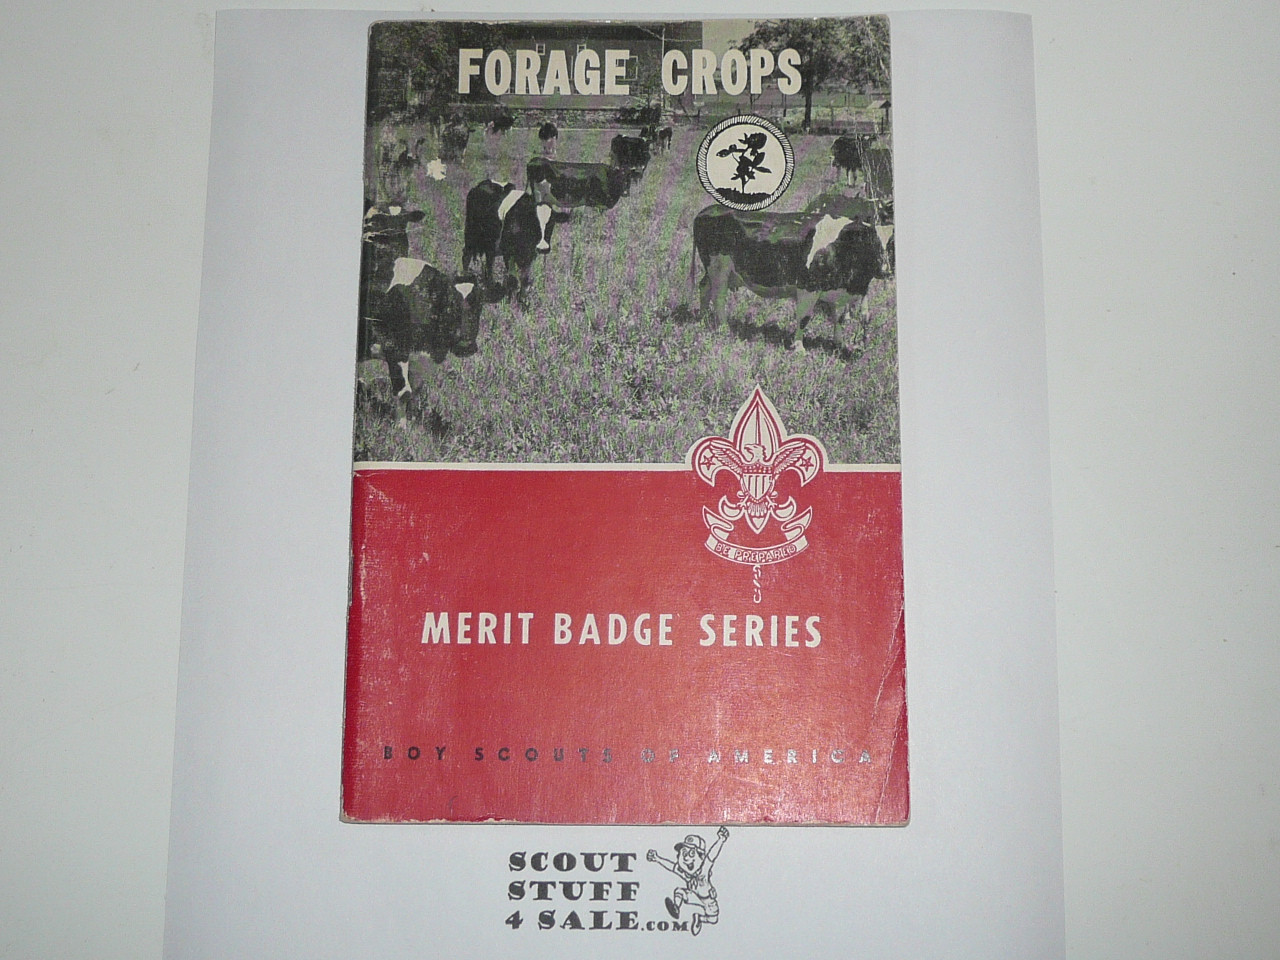 FORAGE CROPS
BE PREPARED
MERIT BADGE SERIES
BOY SCOUTS OF AMERICA
SCOUT
STUFF
4 SALE.COM